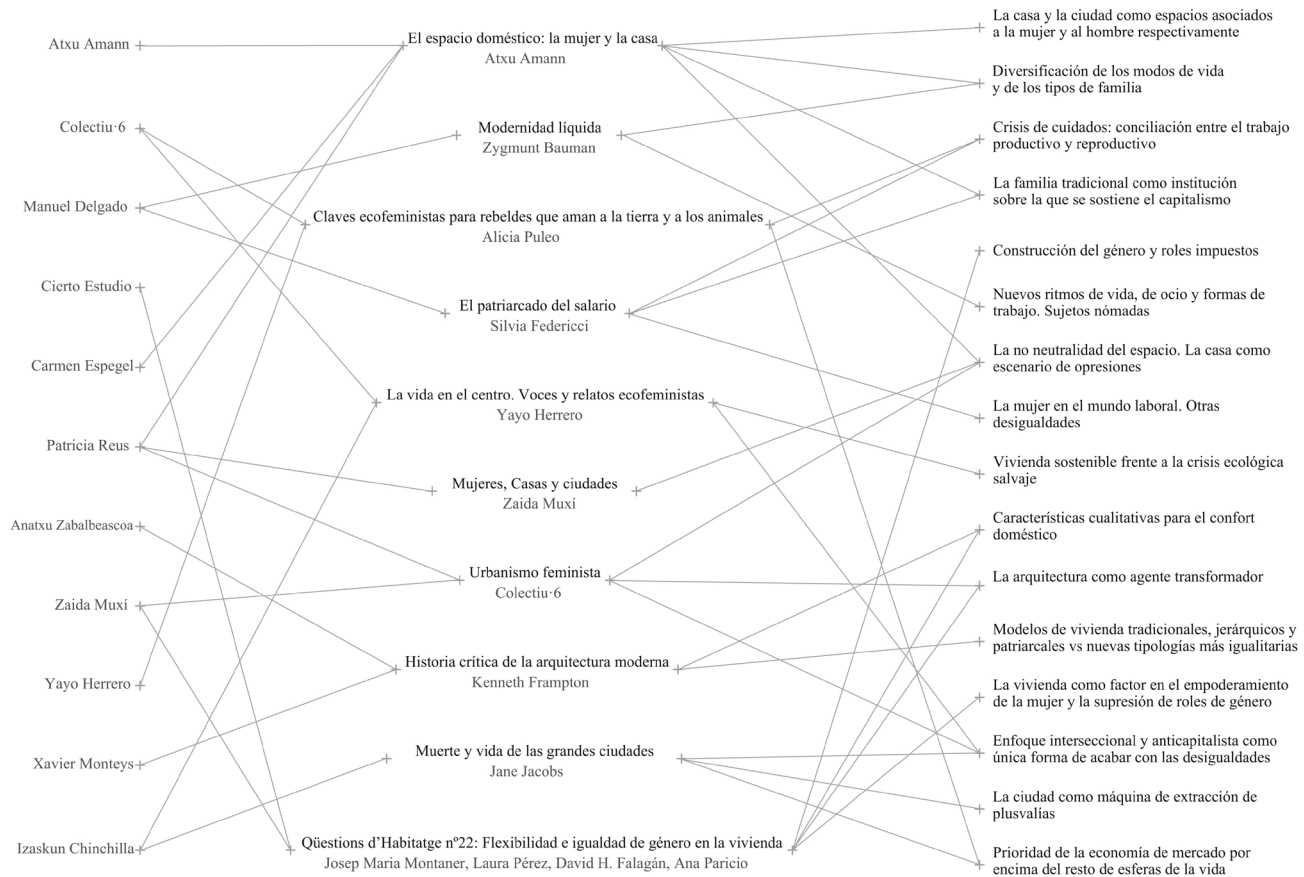 Atxu Amann
Colectiu·6
Manuel Delgado
Cierto Estudio
Carmen Espegel
Patricia Reus
Anatxu Zabalbeascoa
Zaida Muxí
Yayo Herrero
Xavier Monteys
Izaskun Chinchilla
El espacio doméstico: la mujer y la casa
Atxu Amann
Modernidad líquida
Zygmunt Bauman
Claves ecofeministas para rebeldes que aman a la tierra y a los animales
Alicia Puleo
El patriarcado del salario
Silvia Federicci
La vida en el centro. Voces y relatos ecofeministas
Yayo Herrero
Mujeres, Casas y ciudades
Zaida Muxí
Urbanismo feminista
Colectiu·6
Historia crítica de la arquitectura moderna
Kenneth Frampton
Muerte y vida de las grandes ciudades
Jane Jacobs
Qüestions d'Habitatge nº22: Flexibilidad e igualdad de género en la vivienda
Josep Maria Montaner, Laura Pérez, David H. Falagán, Ana Paricio
La casa y la ciudad como espacios asociados
a la mujer y al hombre respectivamente
Diversificación de los modos de vida
y de los tipos de familia
Crisis de cuidados: conciliación entre el trabajo
productivo y reproductivo
La familia tradicional como institución
sobre la que se sostiene el capitalismo
Construcción del género y roles impuestos
Nuevos ritmos de vida, de ocio y formas de
trabajo. Sujetos nómadas
La no neutralidad del espacio. La casa como
escenario de opresiones
La mujer en el mundo laboral. Otras
desigualdades
Vivienda sostenible frente a la crisis ecológica
salvaje
Características cualitativas para el confort
doméstico
La arquitectura como agente transformador
Modelos de vivienda tradicionales, jerárquicos y
patriarcales vs nuevas tipologías más igualitarias
La vivienda como factor en el empoderamiento
de la mujer y la supresión de roles de género
Enfoque interseccional y anticapitalista como
única forma de acabar con las desigualdades
La ciudad como máquina de extracción de
plusvalías
Prioridad de la economía de mercado por
encima del resto de esferas de la vida